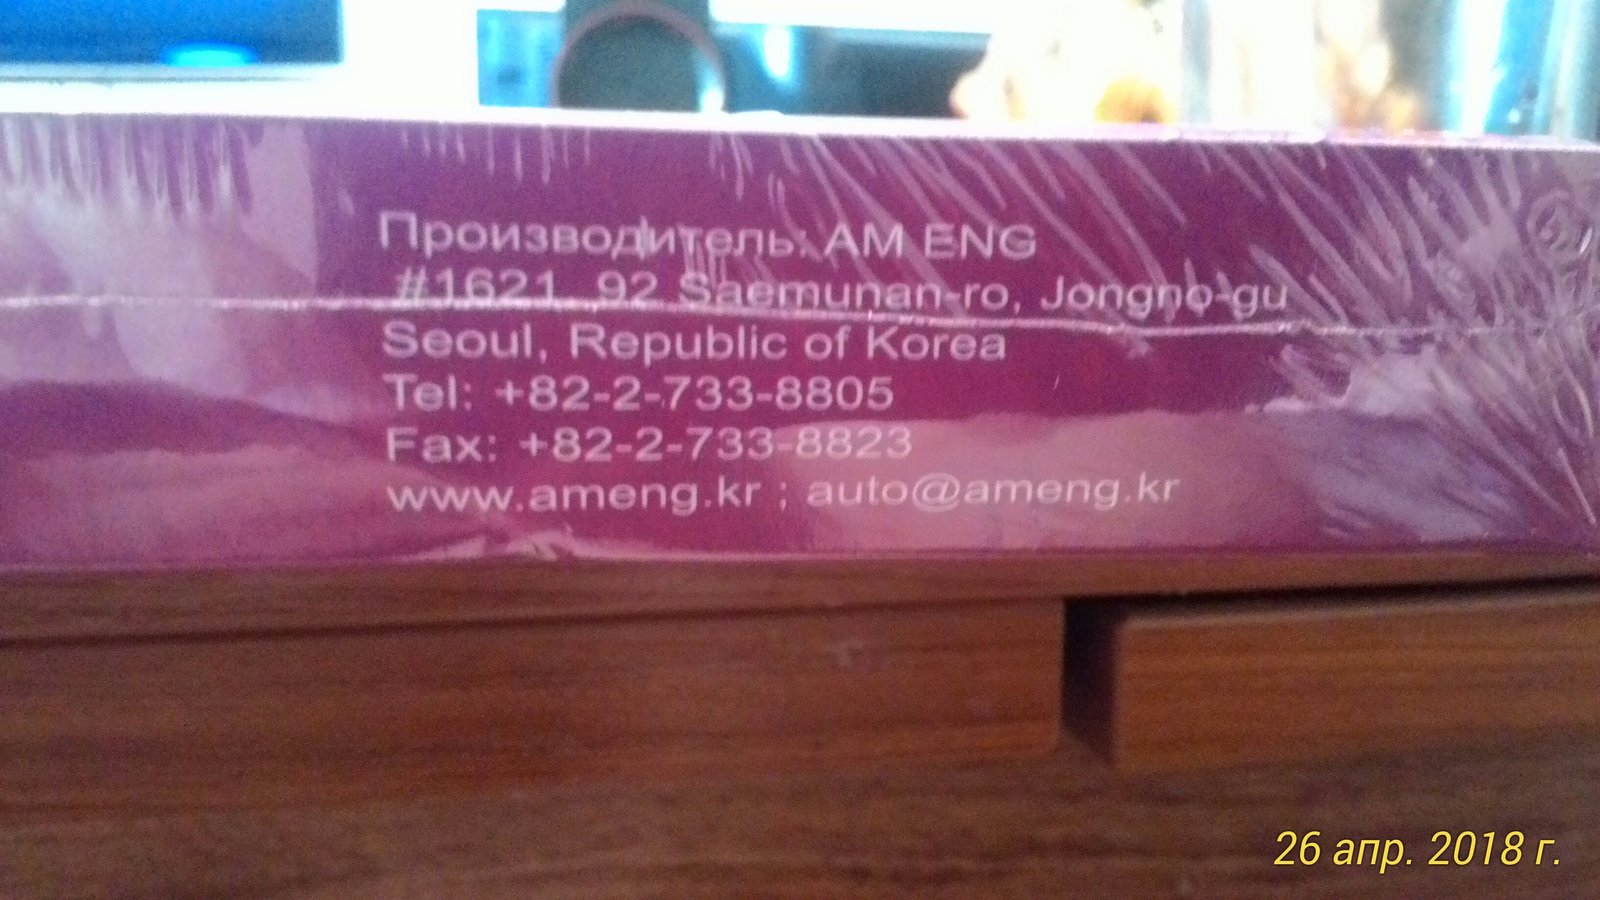 Производитель: AM ENG
#1621, 92 Saemunan-ro, Jongno-gu
Seoul, Republic of Korea
Tel: +82-2-733-8805
Fax: +82-2-733-8823
www.ameng.kr ; auto@ameng.kr
26 апр. 2018 г.